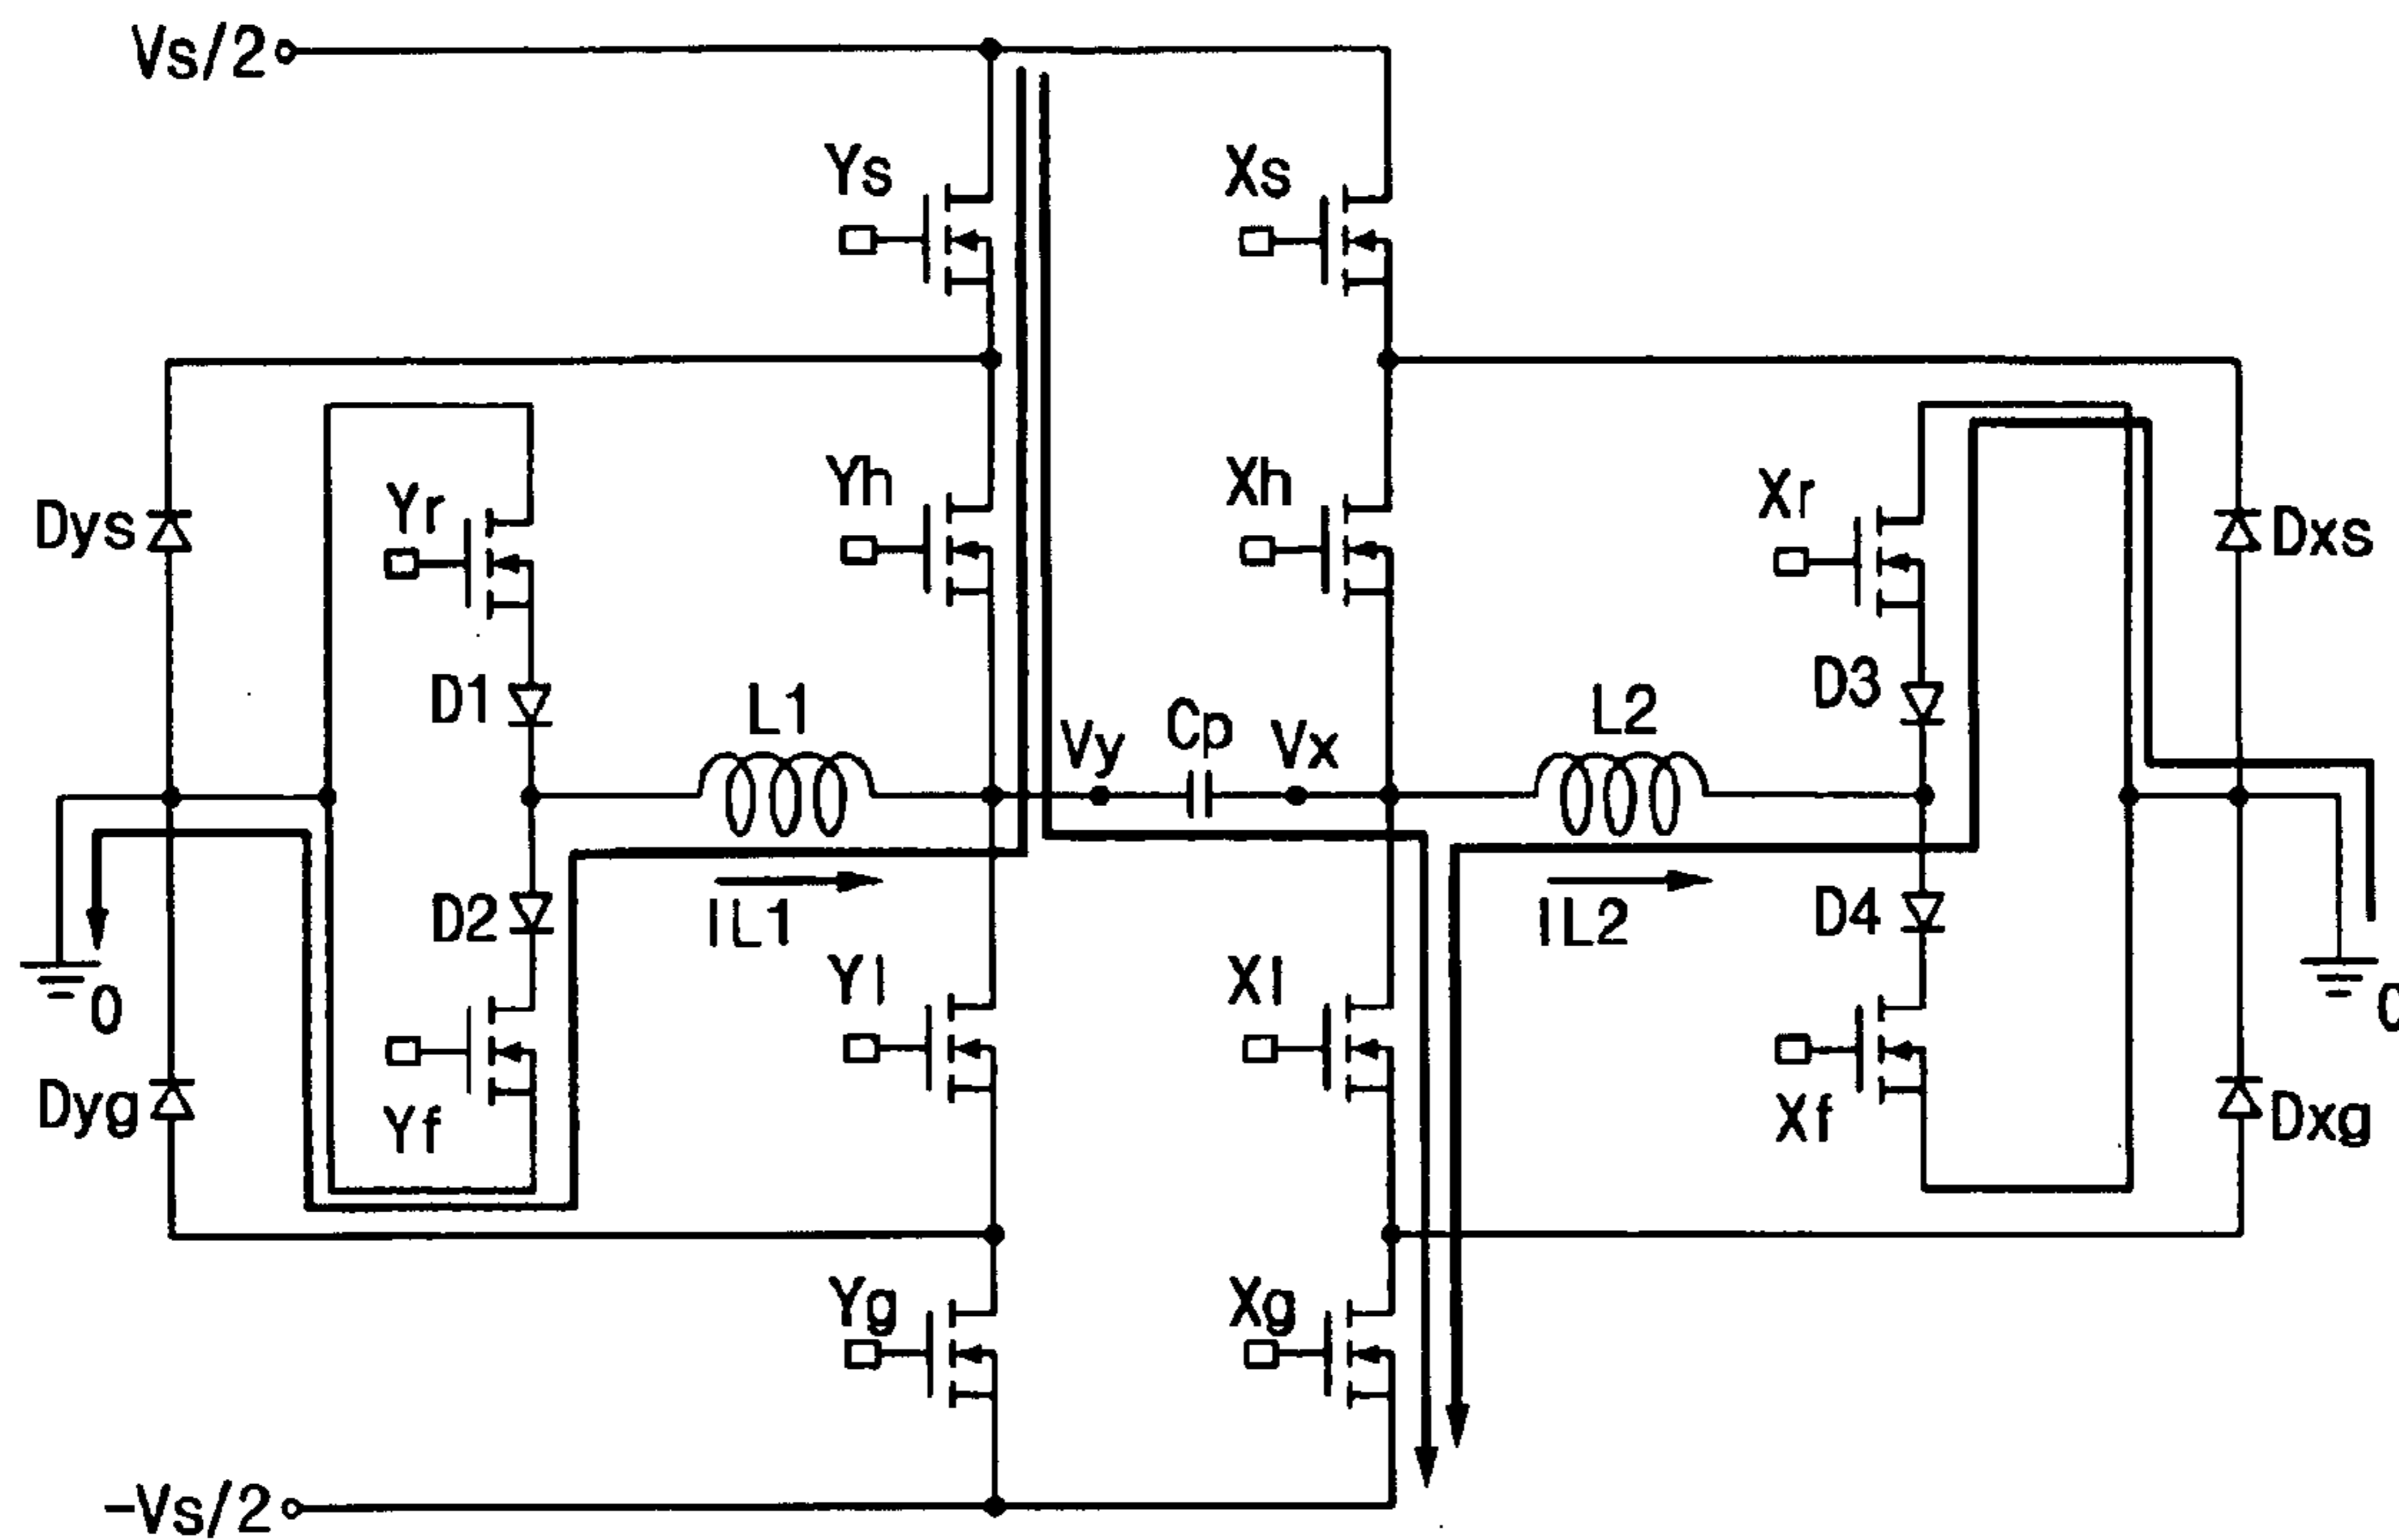 Vs/2
Ys
Xs
Yh
Xh
Yr
Xr
Dys
Dxs
D1
L1
Vy
Cp
Vx
L2
D3
D2
IL1
IL2
D4
Yl
Xl
0
Dyg
Yf
Xf
Dxg
Yg
Xg
-Vs/2